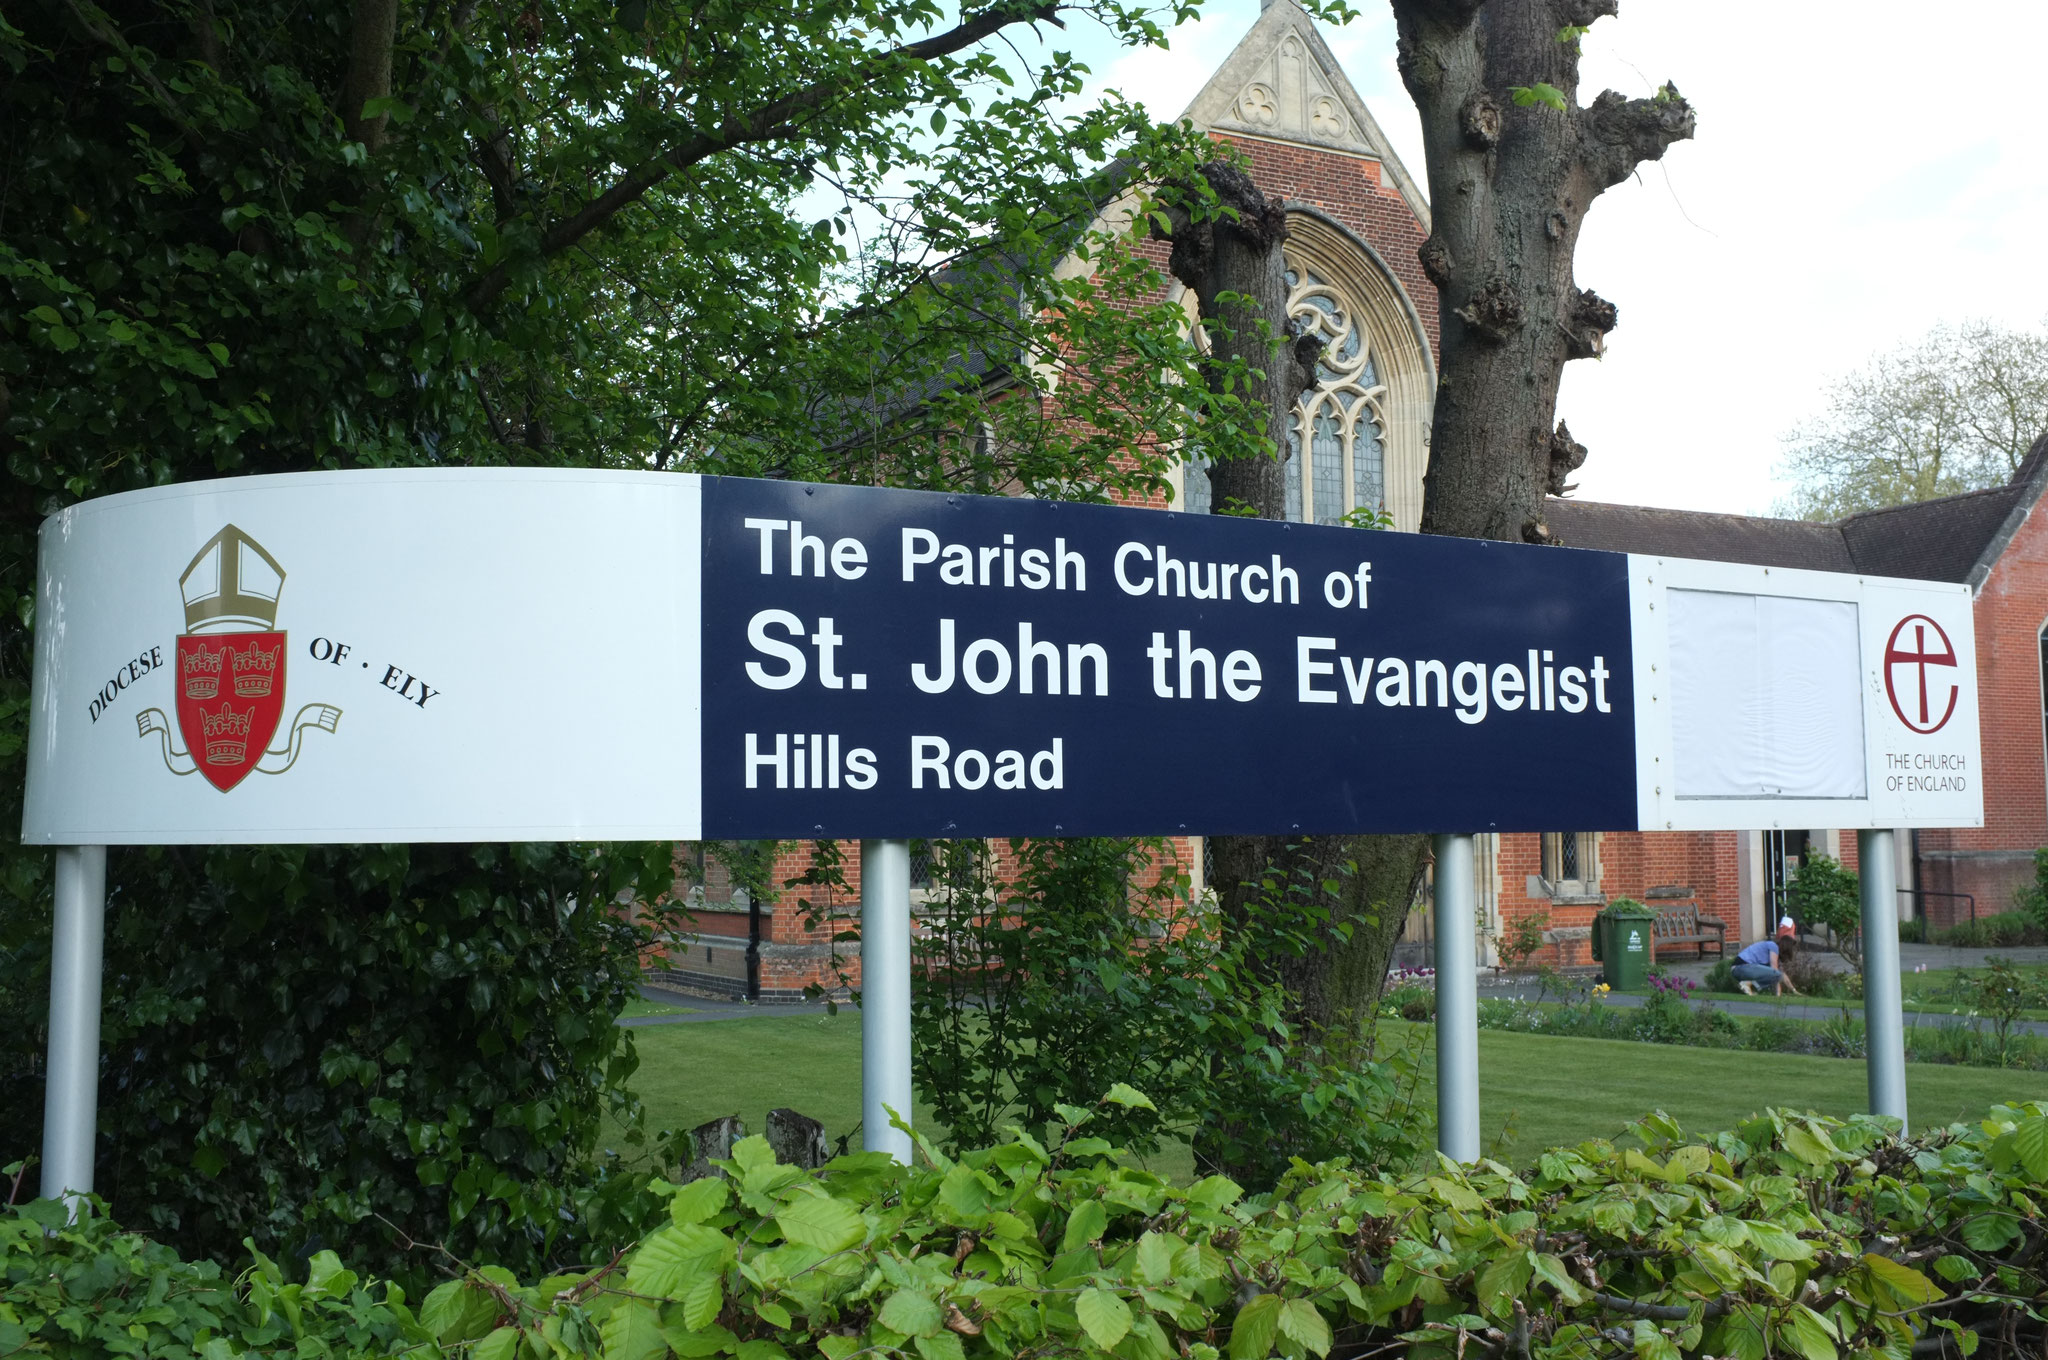 DIOCESE OF · ELY
The Parish Church of
St. John the Evangelist
Hills Road
THE CHURCH
OF ENGLAND